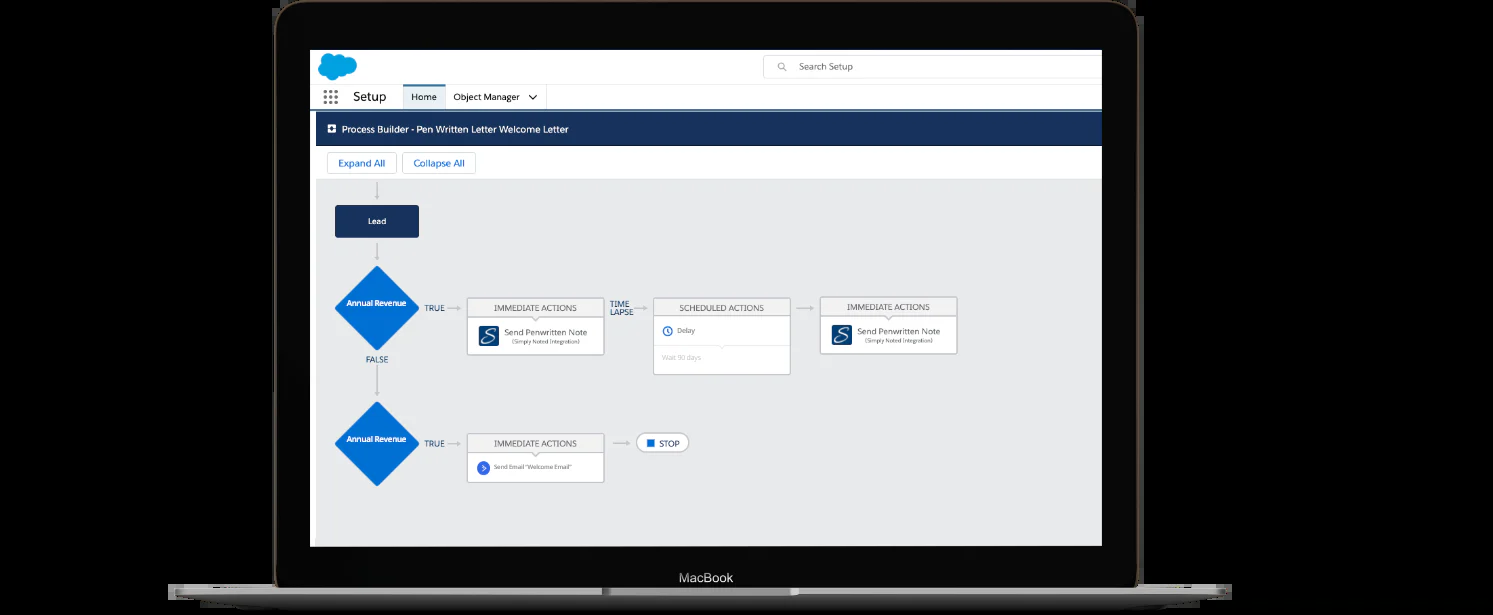 Search Setup
Setup
Home
Object Manager
Process Builder - Pen Written Letter Welcome Letter
Expand All
Collapse All
Lead
Annual Revenue
TRUE
IMMEDIATE ACTIONS
Send Penwritten Note
(Simply Noted Integration)
TIME
LAPSE
SCHEDULED ACTIONS
Delay
Wait 90 days
IMMEDIATE ACTIONS
Send Penwritten Note
(Simply Noted Integration)
FALSE
Annual Revenue
TRUE
IMMEDIATE ACTIONS
Send Email "Welcome Email"
STOP
MacBook